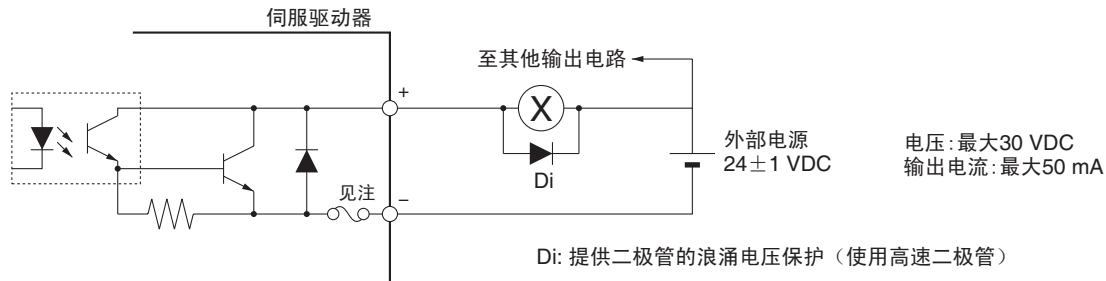 伺服驱动器
至其他输出电路
+
X
外部电源
24±1 VDC
电压:最大30 VDC
输出电流:最大50 mA
Di
见注
−
Di: 提供二极管的浪涌电压保护（使用高速二极管）